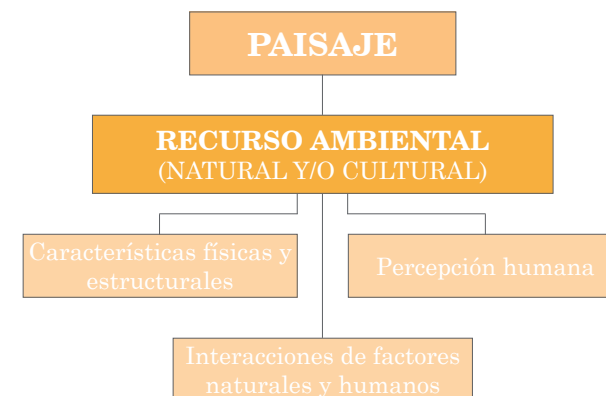 PAISAJE
RECURSO AMBIENTAL
(NATURAL Y/O CULTURAL)
Características físicas y
estructurales
Percepción humana
Interacciones de factores
naturales y humanos